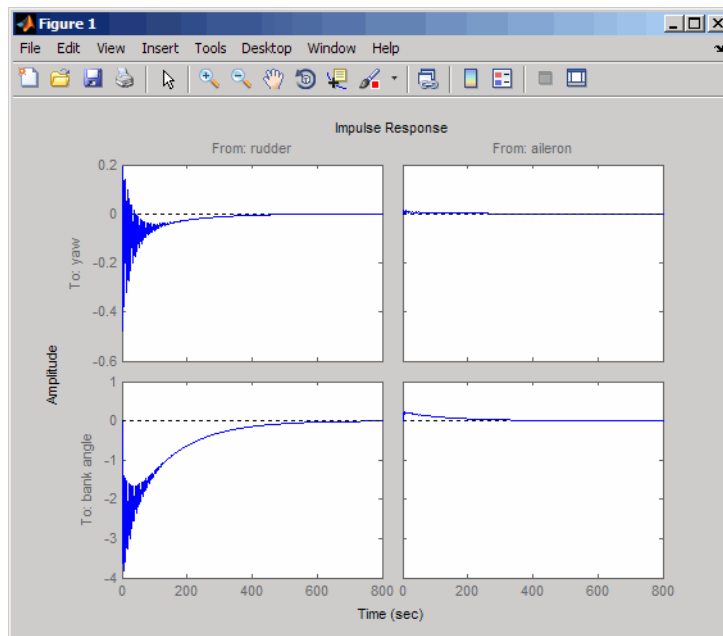 Figure 1
File Edit View Insert Tools Desktop Window Help
Impulse Response
From: rudder From: aileron
0.2
0
-0.2
-0.4
-0.6
To: yaw
Amplitude
1
0
-1
-2
-3
-4
To: bank angle
0 200 400 600 800 0 200 400 600 800
Time (sec)